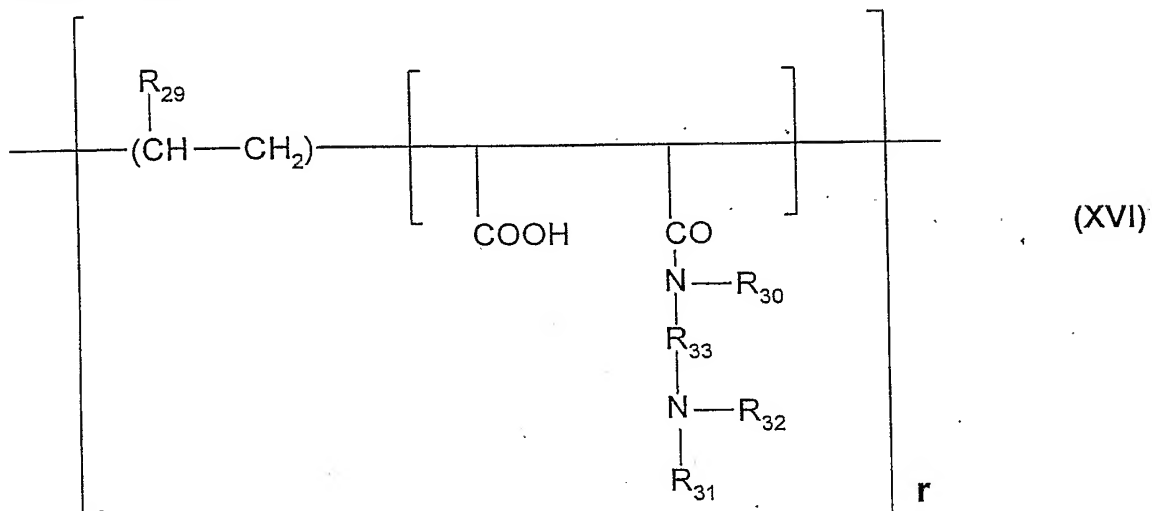 R29
(CH—CH2)
COOH CO
(XVI)
N—R30
R33
N—R32
R31
r